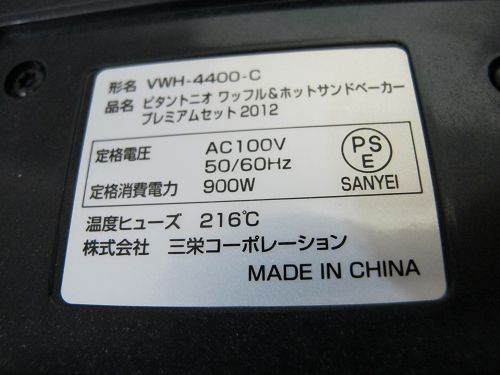 形名 VWH-4400-C
品名 ビタントニオ ワッフル&ホットサンドベーカー
プレミアムセット2012
定格電圧 AC100V
50/60Hz
定格消費電力 900W
PS
E
SANYEI
温度ヒューズ 216℃
株式会社 三栄コーポレーション
MADE IN CHINA